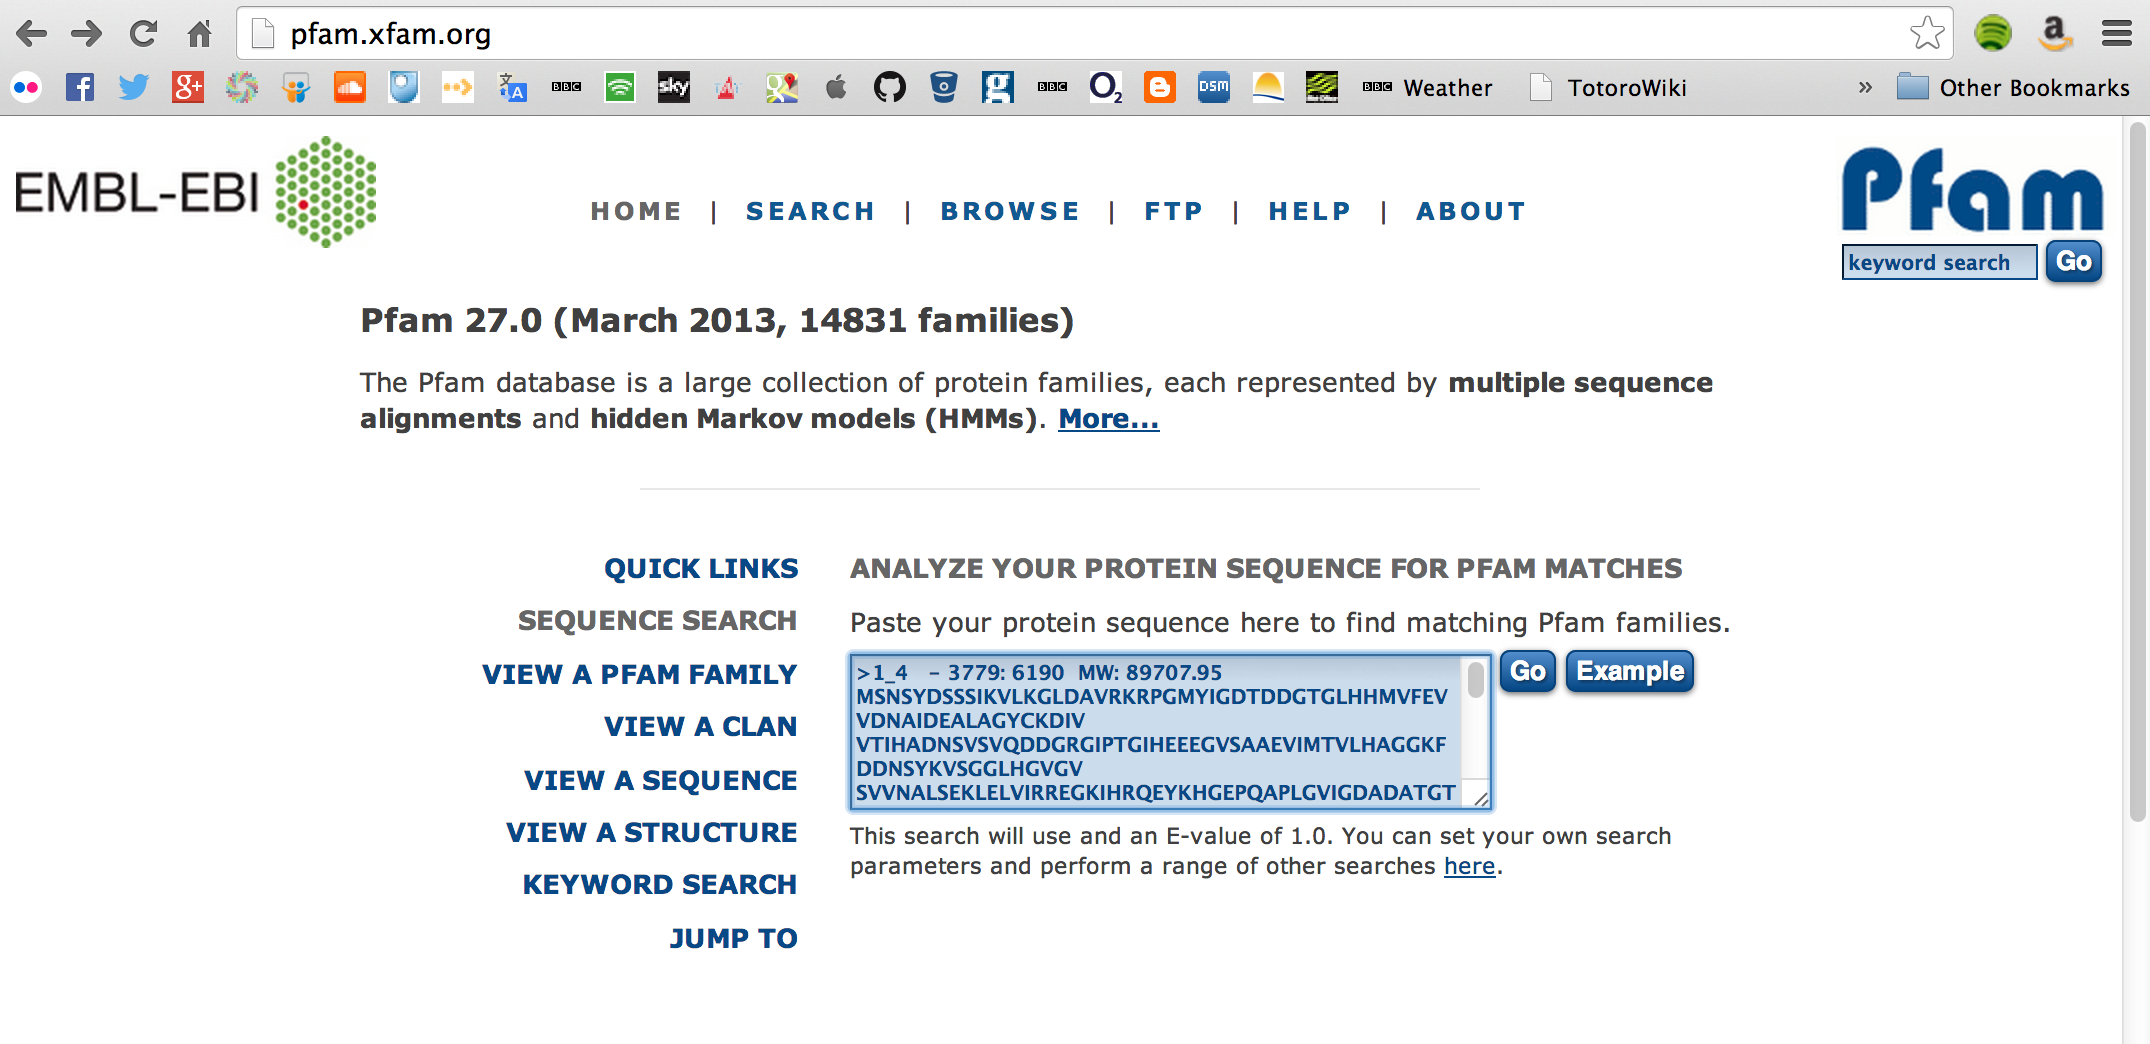 pfam.xfam.org
g+
BBC
sky
g
BBC
O2
DSM
BBC Weather
TotoroWiki
» Other Bookmarks
EMBL-EBI
HOME | SEARCH | BROWSE | FTP | HELP | ABOUT
Pfam
keyword search Go
Pfam 27.0 (March 2013, 14831 families)
The Pfam database is a large collection of protein families, each represented by multiple sequence
alignments and hidden Markov models (HMMs). More...
QUICK LINKS
SEQUENCE SEARCH
VIEW A PFAM FAMILY
VIEW A CLAN
VIEW A SEQUENCE
VIEW A STRUCTURE
KEYWORD SEARCH
JUMP TO
ANALYZE YOUR PROTEIN SEQUENCE FOR PFAM MATCHES
Paste your protein sequence here to find matching Pfam families.
>1_4 - 3779: 6190 MW: 89707.95
MSNSYDSSSIKVLKGLDAVRKRPGMYIGDTDDGTGLHHMVFEV
VDNAIDEALAGYCKDIV
VTIHADNSVSVQDDGRGIPTGIHEEEGVSAAEVIMTVLHAGGKF
DDNSYKVSGGLHGVGV
SVVNALSEKLELVIRREGKIHRQEYKHGEPQAPLGVIGDADATGT
Go Example
This search will use and an E-value of 1.0. You can set your own search
parameters and perform a range of other searches here.